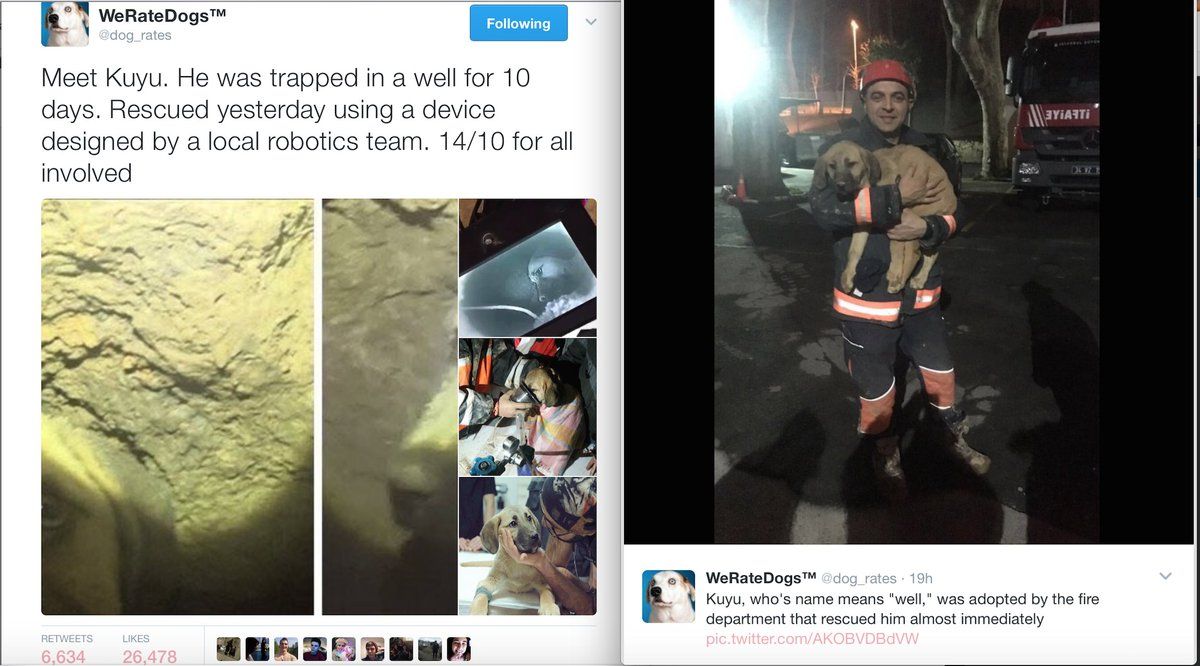 WeRateDogs™
@dog_rates
Following
Meet Kuyu. He was trapped in a well for 10
days. Rescued yesterday using a device
designed by a local robotics team. 14/10 for all
involved
RETWEETS
LIKES
6,634
26,478
İTFAİYE
WeRateDogs™ @dog_rates · 19h
Kuyu, who's name means "well," was adopted by the fire
department that rescued him almost immediately
pic.twitter.com/AKOBVDBdVW